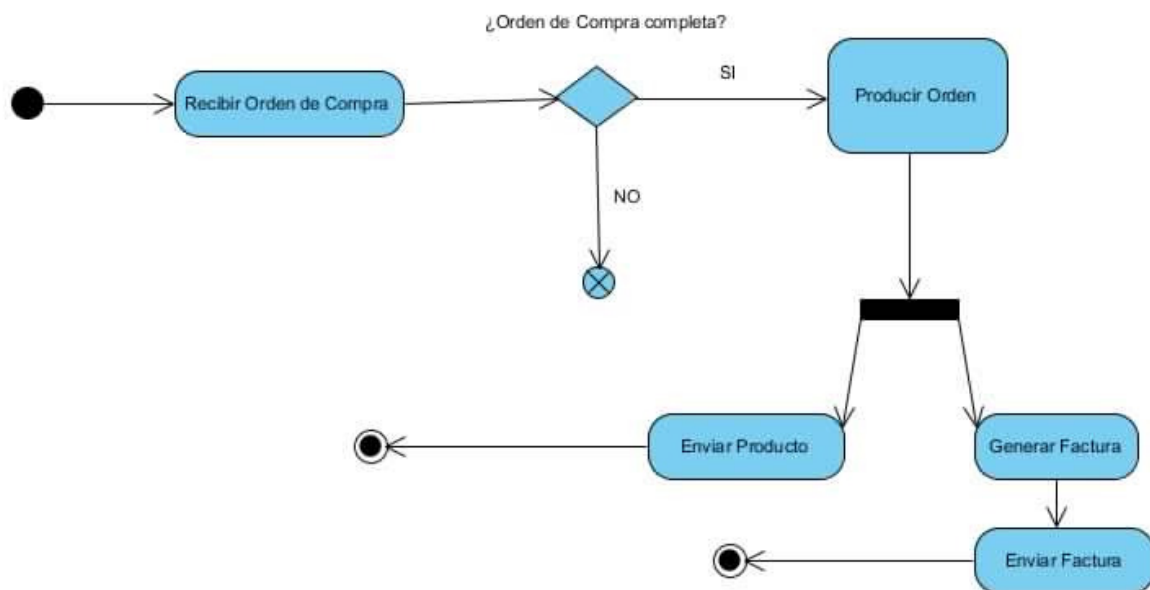 ¿Orden de Compra completa?
Recibir Orden de Compra
SI
Producir Orden
NO
Enviar Producto
Generar Factura
Enviar Factura